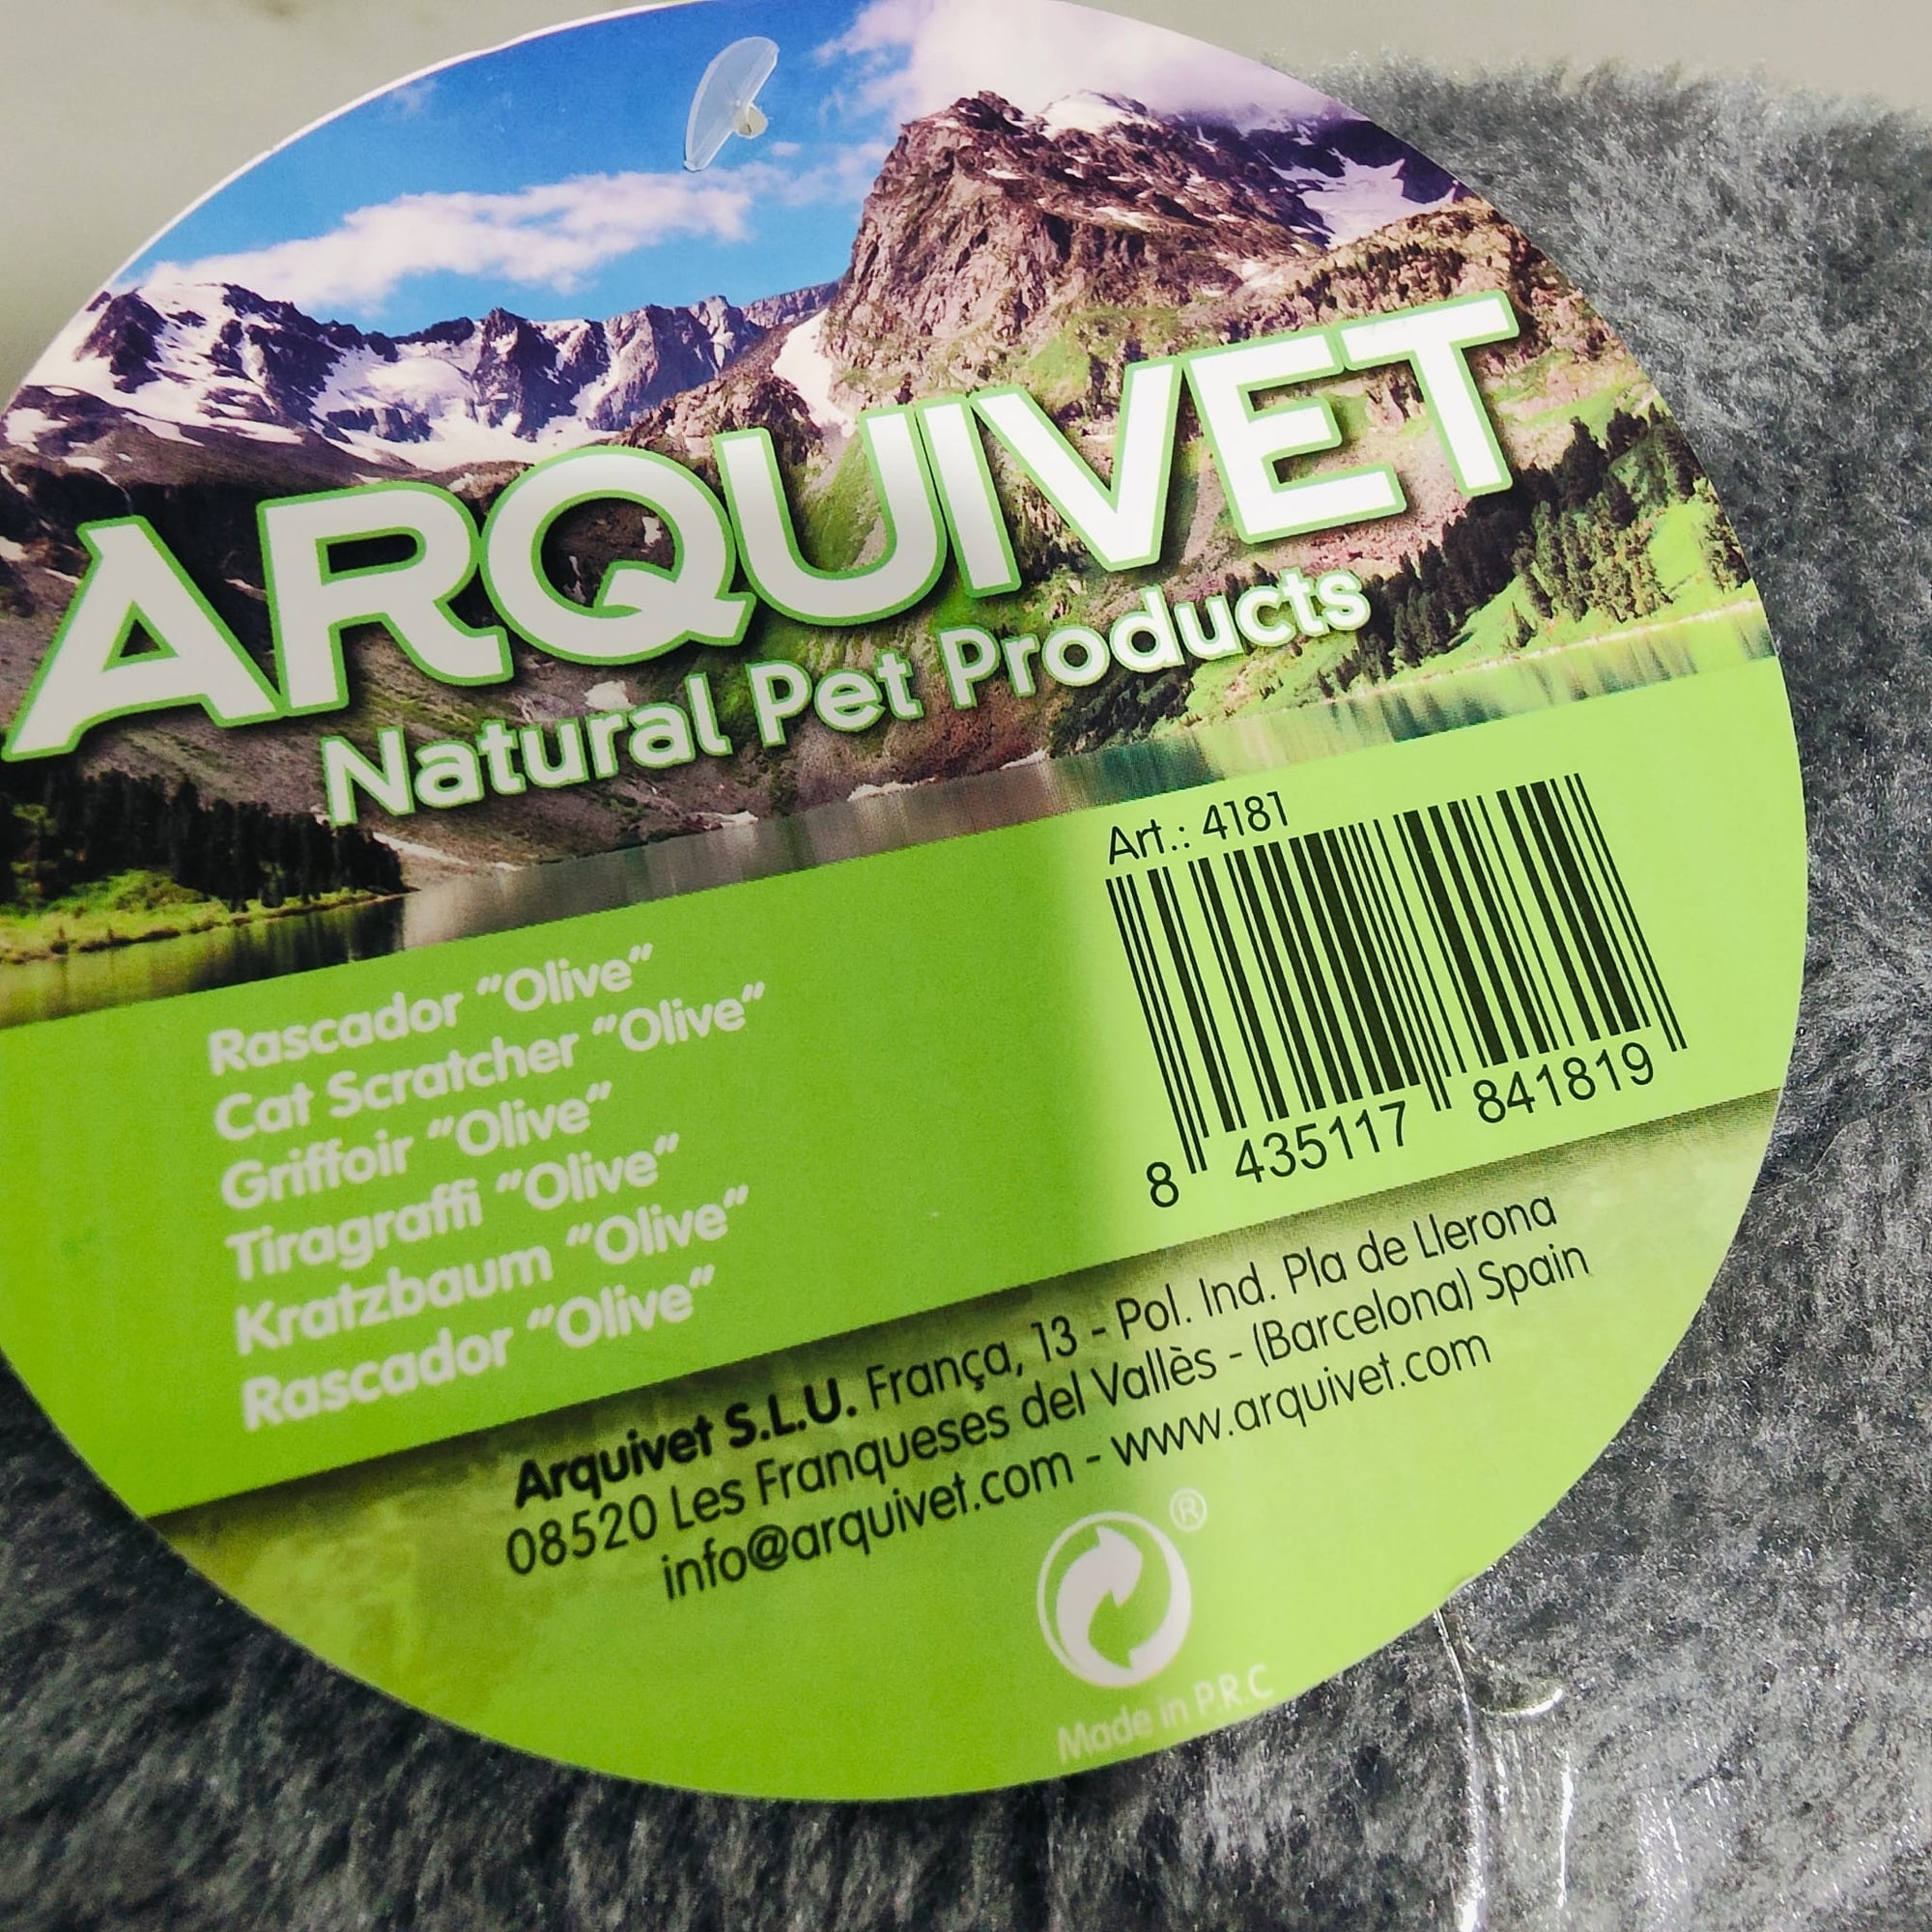 ARQUIVET
Natural Pet Products
Art.: 4181
8 435117 841819
Rascador “Olive“
Cat Scratcher “Olive“
Griffoir “Olive“
Tiragraffi “Olive“
Kratzbaum “Olive“
Rascador “Olive“
Arquivet S.L.U. França, 13 - Pol. Ind. Pla de Llerona
08520 Les Franqueses del Vallès - (Barcelona) Spain
info@arquivet.com - www.arquivet.com
®
Made in P.R.C